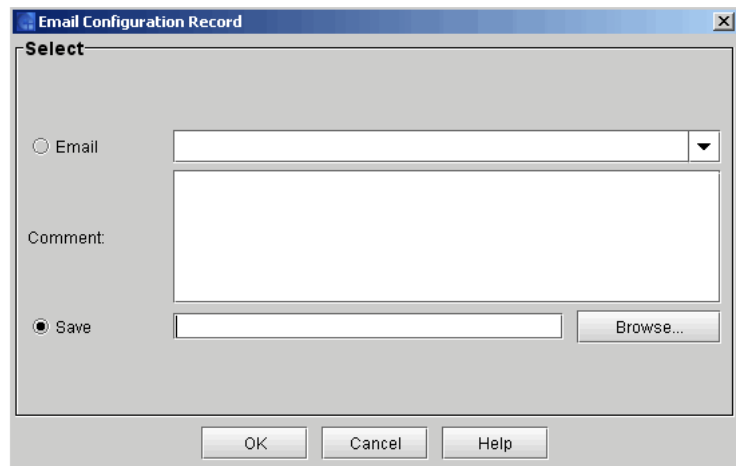 Email Configuration Record
Select
Email
Comment:
Save
Browse...
OK
Cancel
Help